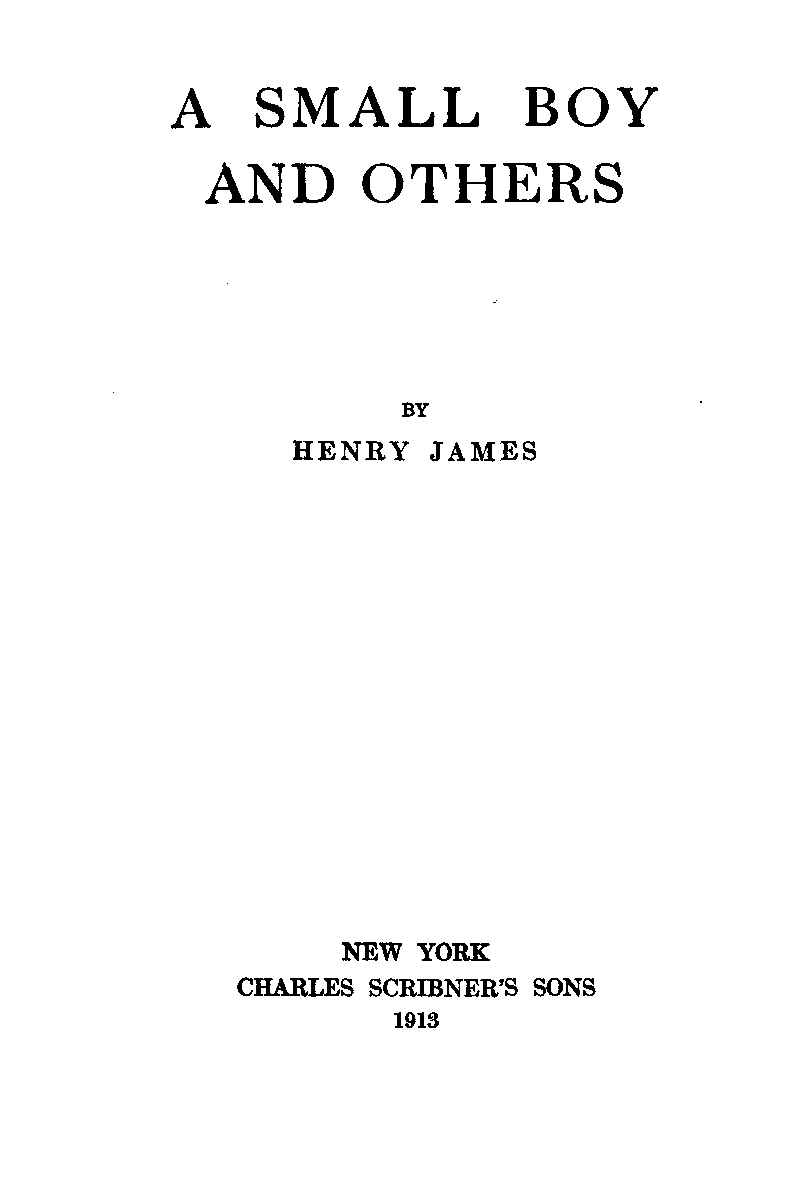 A SMALL BOY
AND OTHERS
BY
HENRY JAMES
NEW YORK
CHARLES SCRIBNER'S SONS
1913